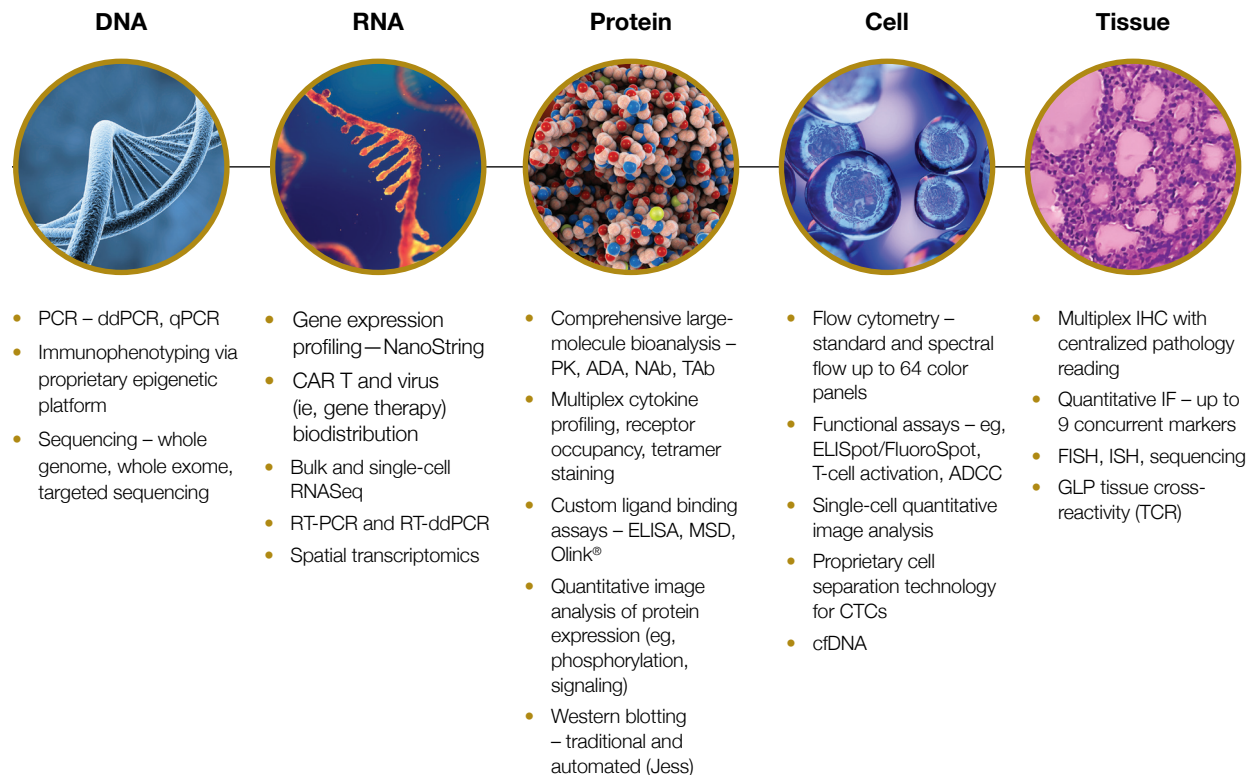 DNA
RNA
Protein
Cell
Tissue
• PCR – ddPCR, qPCR
• Immunophenotyping via
proprietary epigenetic
platform
• Sequencing – whole
genome, whole exome,
targeted sequencing
• Gene expression
profiling—NanoString
• CAR T and virus
(ie, gene therapy)
biodistribution
• Bulk and single-cell
RNASeq
• RT-PCR and RT-ddPCR
• Spatial transcriptomics
• Comprehensive large-
molecule bioanalysis –
PK, ADA, NAb, TAb
• Multiplex cytokine
profiling, receptor
occupancy, tetramer
staining
• Custom ligand binding
assays – ELISA, MSD,
Olink®
• Quantitative image
analysis of protein
expression (eg,
phosphorylation,
signaling)
• Western blotting
– traditional and
automated (Jess)
• Flow cytometry –
standard and spectral
flow up to 64 color
panels
• Functional assays – eg,
ELISpot/FluoroSpot,
T-cell activation, ADCC
• Single-cell quantitative
image analysis
• Proprietary cell
separation technology
for CTCs
• cfDNA
• Multiplex IHC with
centralized pathology
reading
• Quantitative IF – up to
9 concurrent markers
• FISH, ISH, sequencing
• GLP tissue cross-
reactivity (TCR)